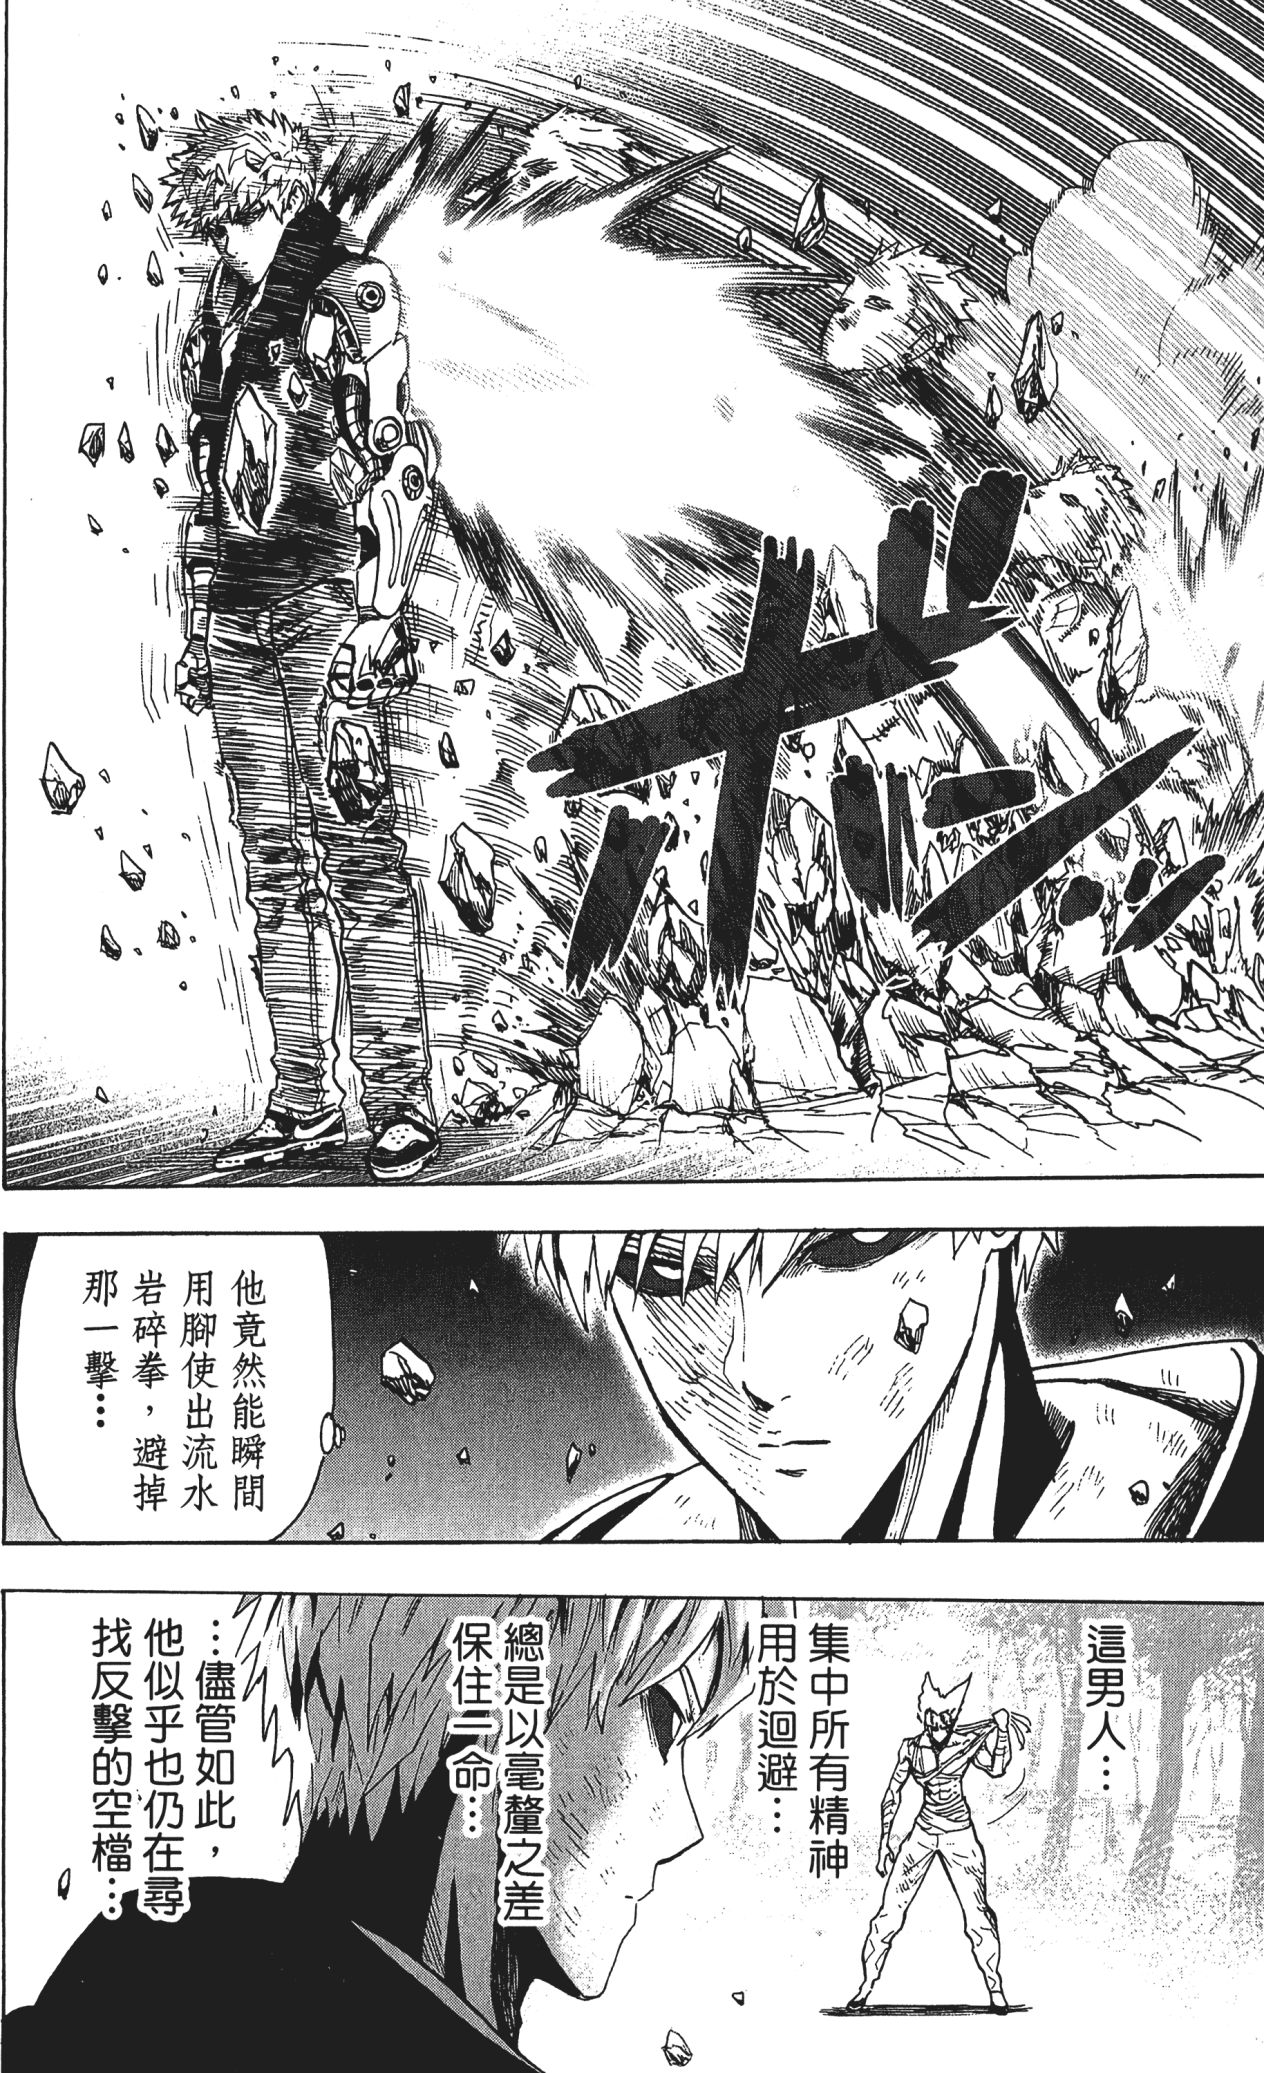 ボボンッ
他竟然能瞬間
用腳使出流水
岩碎拳，避掉
那一擊…
這男人…
集中所有精神
用於迴避…
總是以毫釐之差
保住一命…
…儘管如此，
他似乎也仍在尋
找反擊的空檔…